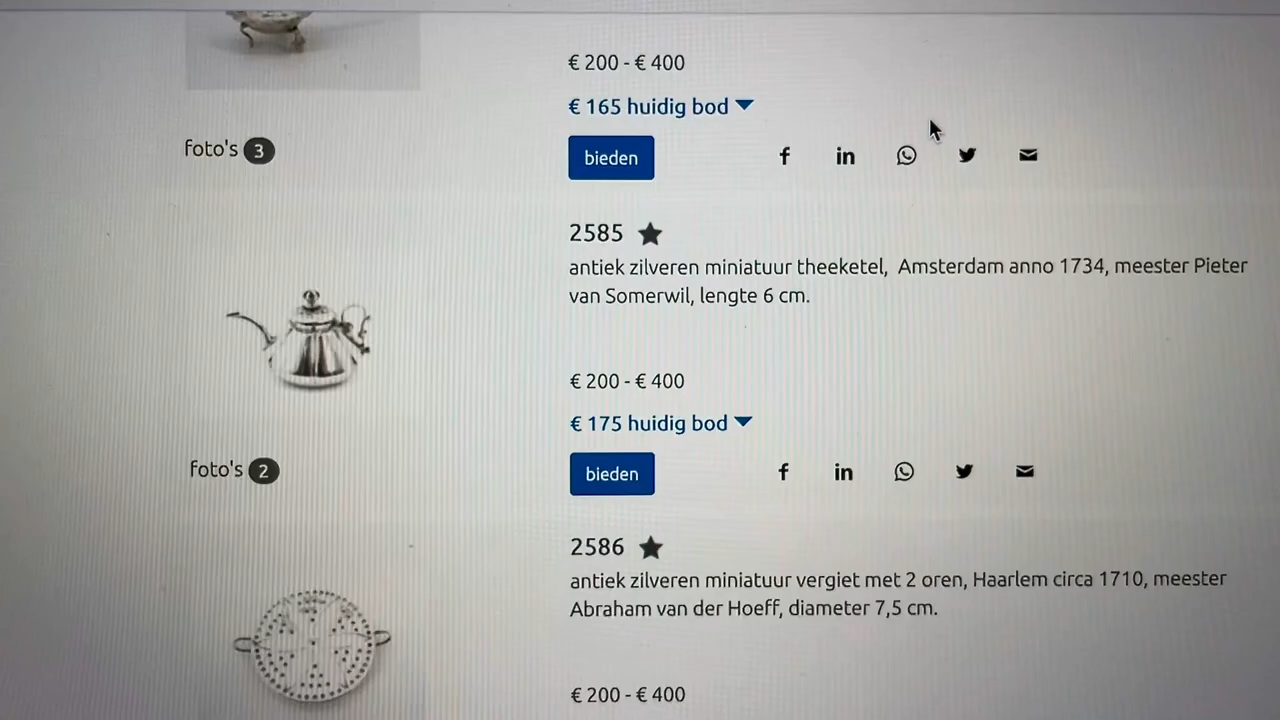 € 200 - € 400
€ 165 huidig bod
foto's 3
bieden
f in
2585
antiek zilveren miniatuur theeketel, Amsterdam anno 1734, meester Pieter
van Somerwil, lengte 6 cm.
€ 200 - € 400
€ 175 huidig bod
foto's 2
bieden
f in
2586
antiek zilveren miniatuur vergiet met 2 oren, Haarlem circa 1710, meester
Abraham van der Hoeff, diameter 7,5 cm.
€ 200 - € 400